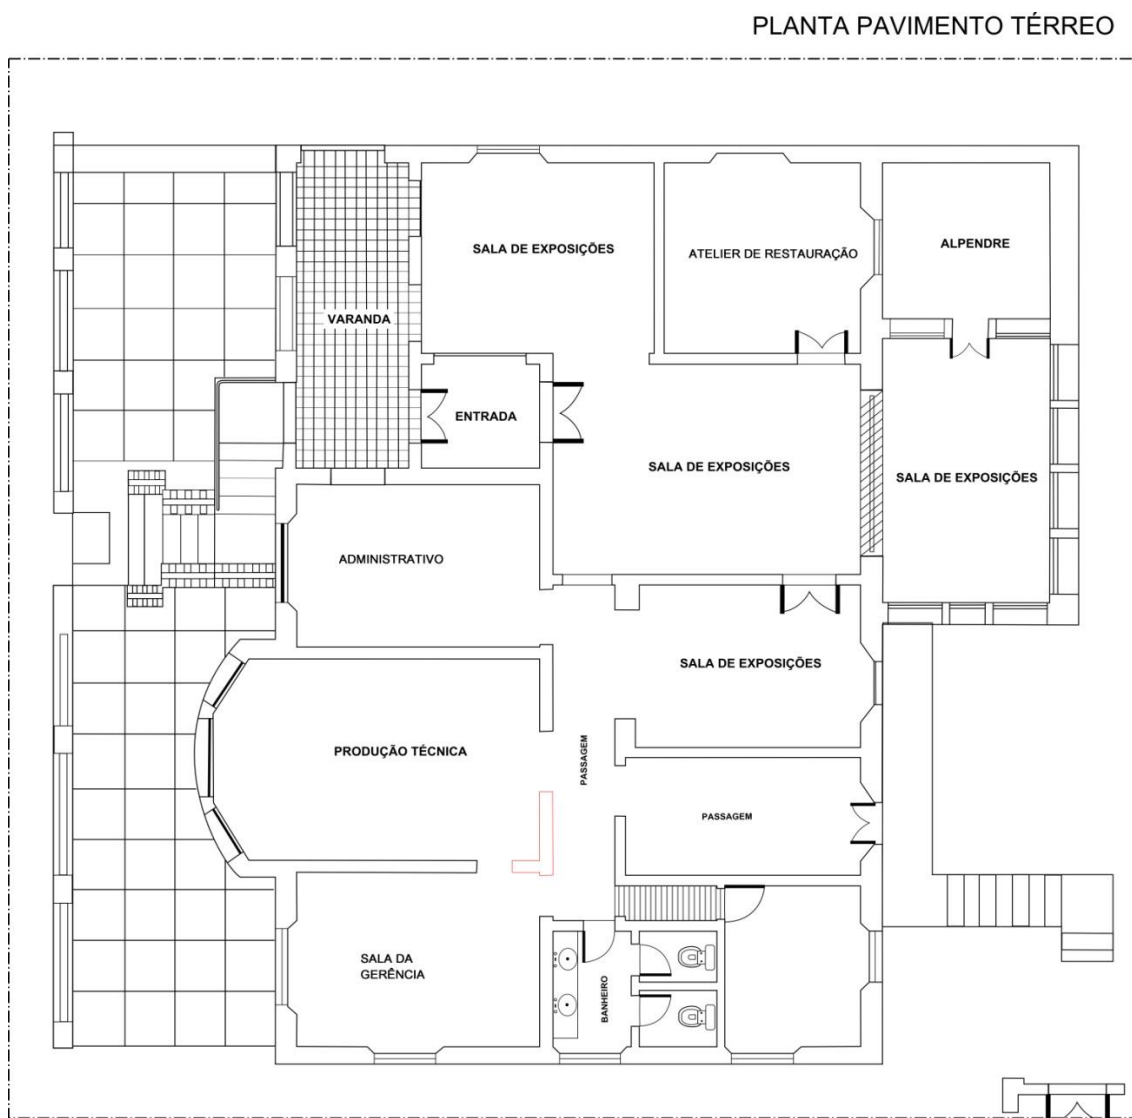 PLANTA PAVIMENTO TÉRREO
SALA DE EXPOSIÇÕES
ATELIER DE RESTAURAÇÃO
ALPENDRE
VARANDA
ENTRADA
SALA DE EXPOSIÇÕES
SALA DE EXPOSIÇÕES
ADMINISTRATIVO
SALA DE EXPOSIÇÕES
PRODUÇÃO TÉCNICA
PASSAGEM
PASSAGEM
SALA DA
GERÊNCIA
BANHEIRO